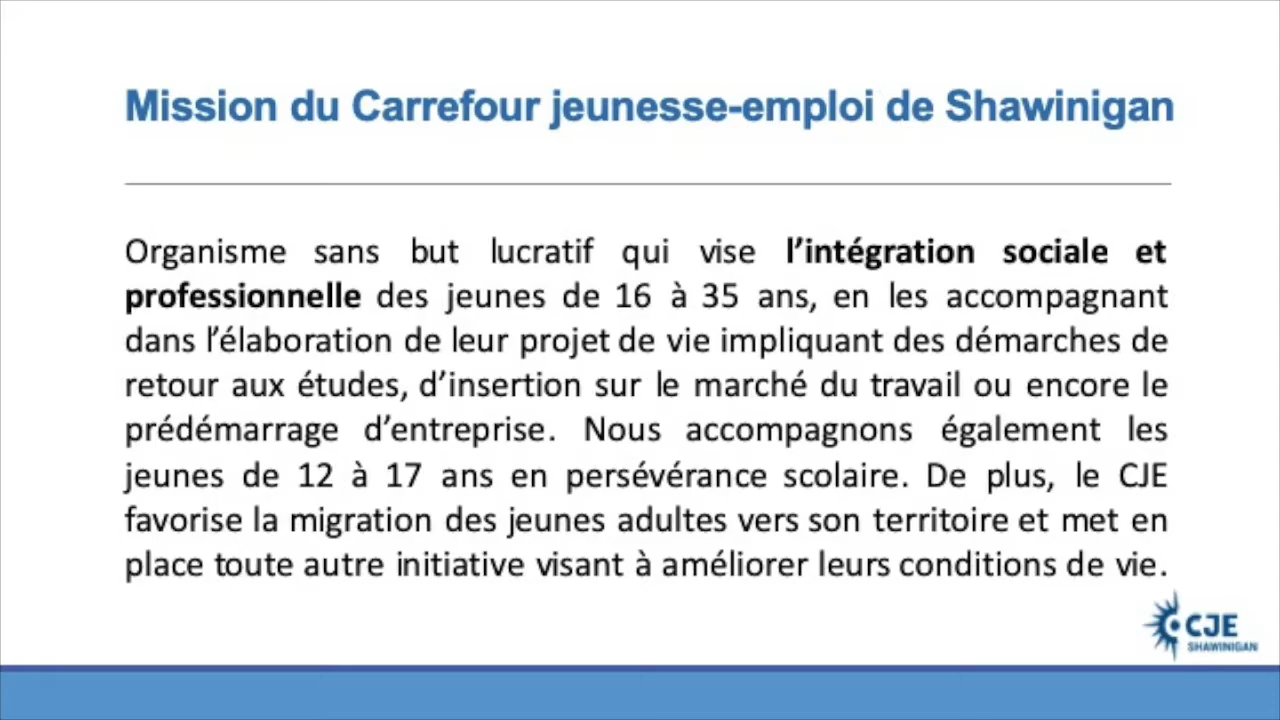 Mission du Carrefour jeunesse-emploi de Shawinigan
Organisme sans but lucratif qui vise l’intégration sociale et
professionnelle des jeunes de 16 à 35 ans, en les accompagnant
dans l’élaboration de leur projet de vie impliquant des démarches de
retour aux études, d’insertion sur le marché du travail ou encore le
prédémarrage d’entreprise. Nous accompagnons également les
jeunes de 12 à 17 ans en persévérance scolaire. De plus, le CJE
favorise la migration des jeunes adultes vers son territoire et met en
place toute autre initiative visant à améliorer leurs conditions de vie.
CJE
SHAWINIGAN